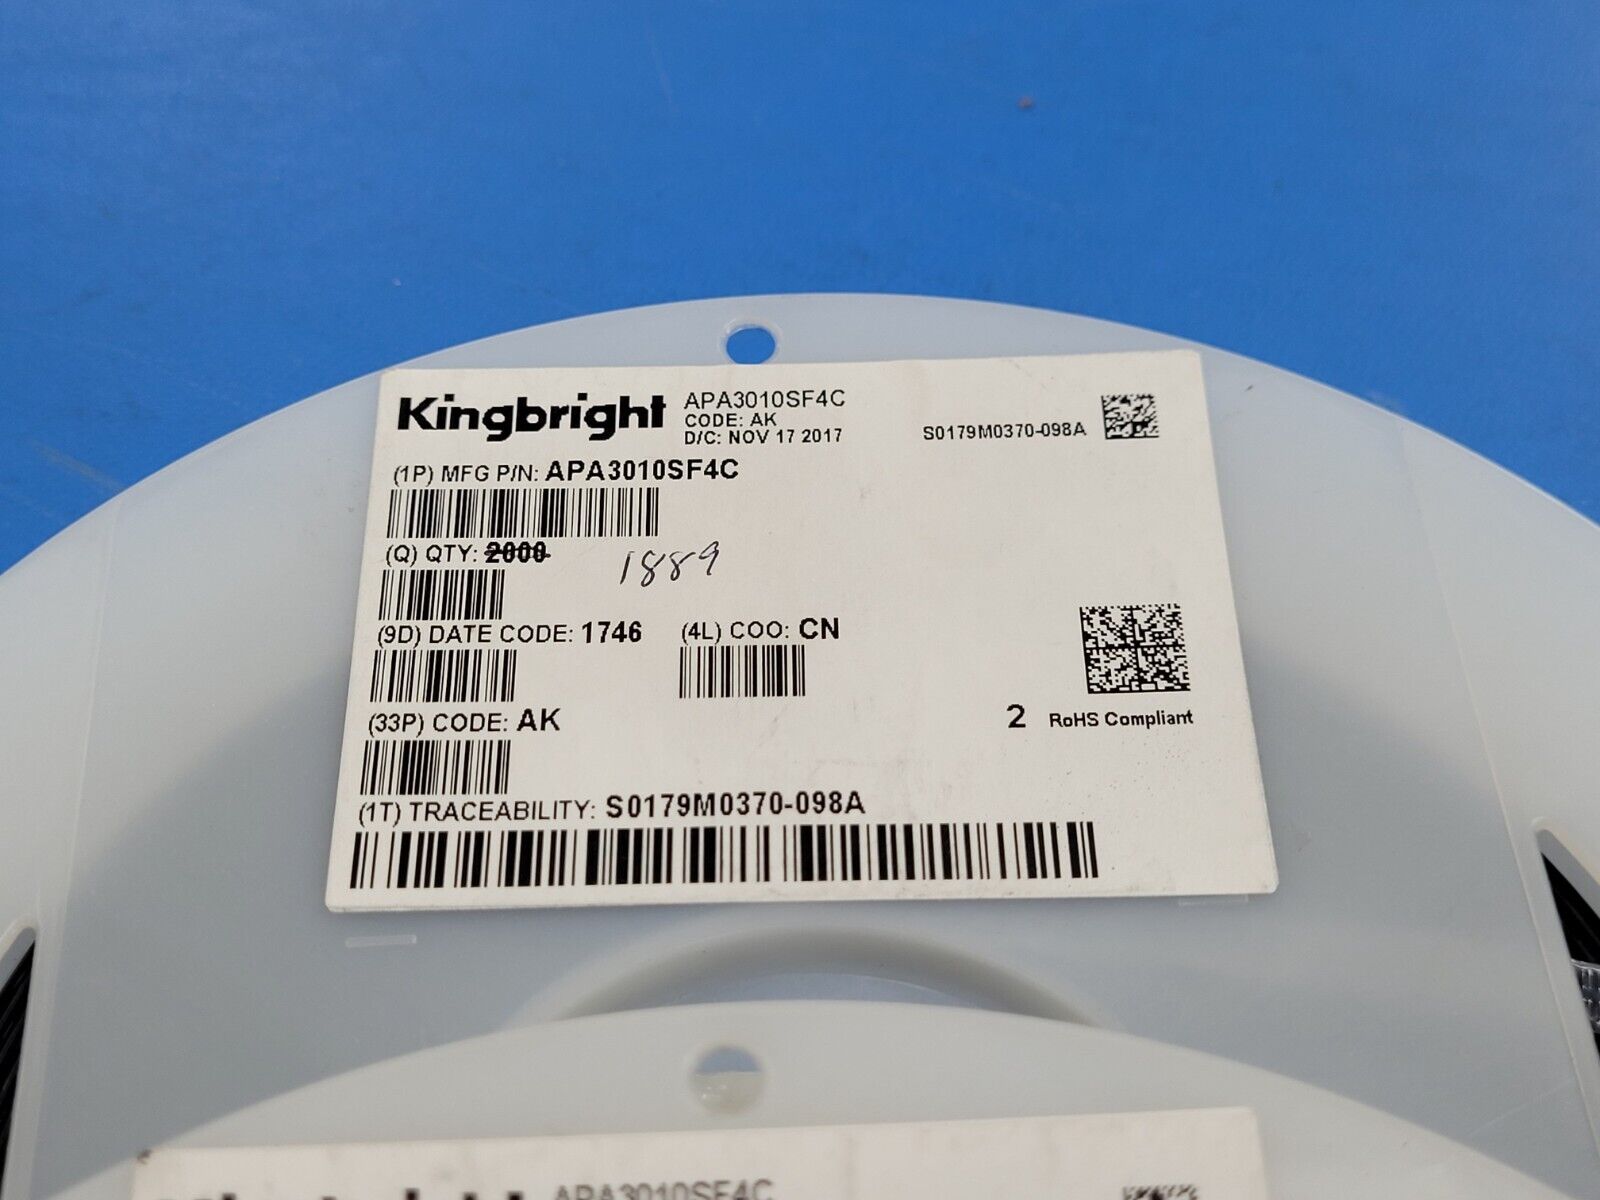 Kingbright APA3010SF4C
CODE: AK
D/C: NOV 17 2017
S0179M0370-098A
(1P) MFG P/N: APA3010SF4C
(Q) QTY: 2000 1889
(9D) DATE CODE: 1746 (4L) COO: CN
(33P) CODE: AK
2 RoHS Compliant
(1T) TRACEABILITY: S0179M0370-098A
APA3010SF4C